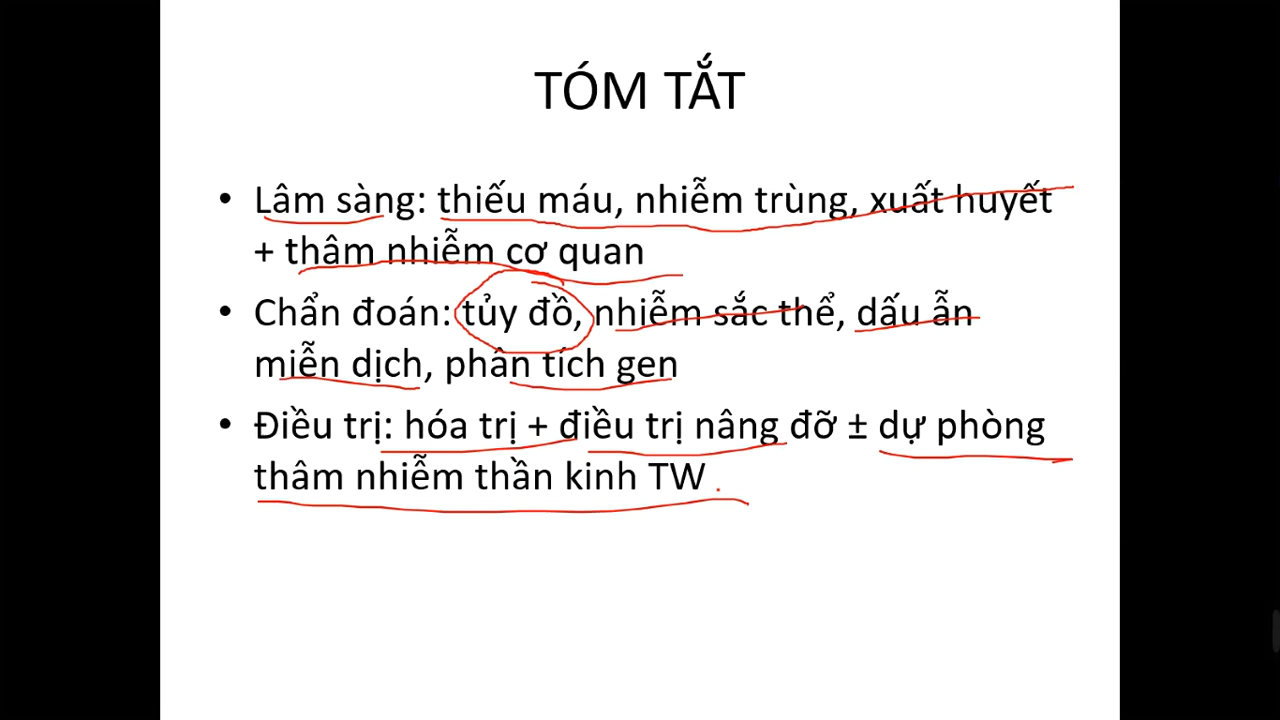 TÓM TẮT
• Lâm sàng: thiếu máu, nhiễm trùng, xuất huyết
+ thâm nhiễm cơ quan
• Chẩn đoán: tủy đồ, nhiễm sắc thể, dấu ẫn
miễn dịch, phân tích gen
• Điều trị: hóa trị + điều trị nâng đỡ ± dự phòng
thâm nhiễm thần kinh TW